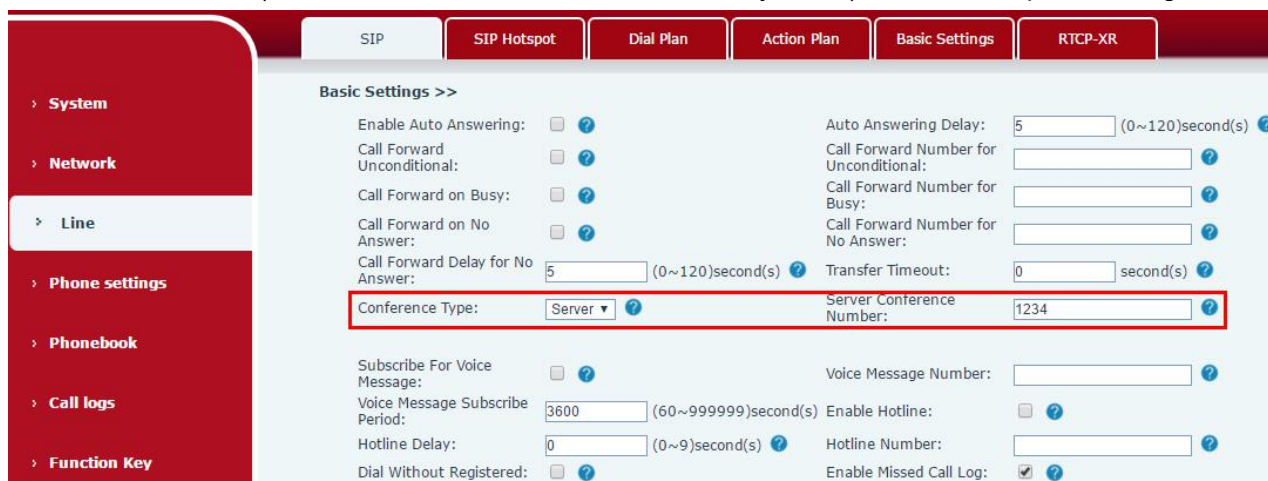 SIP SIP Hotspot Dial Plan Action Plan Basic Settings RTCP-XR
System
Network
Line
Phone settings
Phonebook
Call logs
Function Key
Basic Settings >>
Enable Auto Answering: Auto Answering Delay: 5 (0~120)second(s)
Call Forward Unconditional: Call Forward Number for Unconditional:
Call Forward on Busy: Call Forward Number for Busy:
Call Forward on No Answer: Call Forward Number for No Answer:
Call Forward Delay for No Answer: 5 (0~120)second(s) Transfer Timeout: 0 second(s)
Conference Type: Server Server Conference Number: 1234
Subscribe For Voice Message: Voice Message Number:
Voice Message Subscribe Period: 3600 (60~999999)second(s) Enable Hotline:
Hotline Delay: 0 (0~9)second(s) Hotline Number:
Dial Without Registered: Enable Missed Call Log: